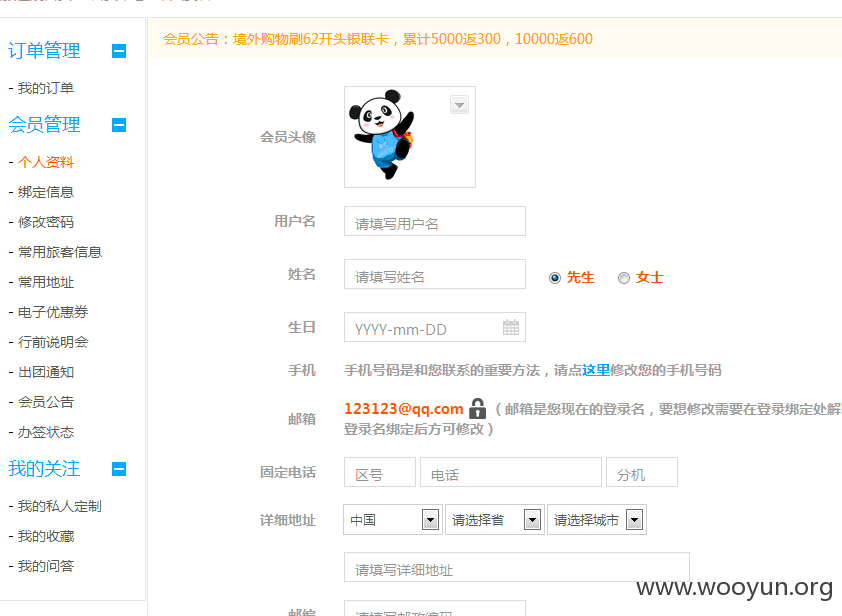 订单管理
- 我的订单
会员管理
- 个人资料
- 绑定信息
- 修改密码
- 常用旅客信息
- 常用地址
- 电子优惠券
- 行前说明会
- 出团通知
- 会员公告
- 办签状态
我的关注
- 我的私人定制
- 我的收藏
- 我的问答
会员公告：境外购物刷62开头银联卡，累计5000返300，10000返600
会员头像
用户名 请填写用户名
姓名 请填写姓名 先生 女士
生日 YYYY-mm-DD
手机 手机号码是和您联系的重要方法，请点这里修改您的手机号码
邮箱 123123@qq.com （邮箱是您现在的登录名，要想修改需要在登录绑定处解
登录名绑定后方可修改）
固定电话 区号 电话 分机
详细地址 中国 请选择省 请选择城市
请填写详细地址
邮编 请填写邮政编码
www.wooyun.org